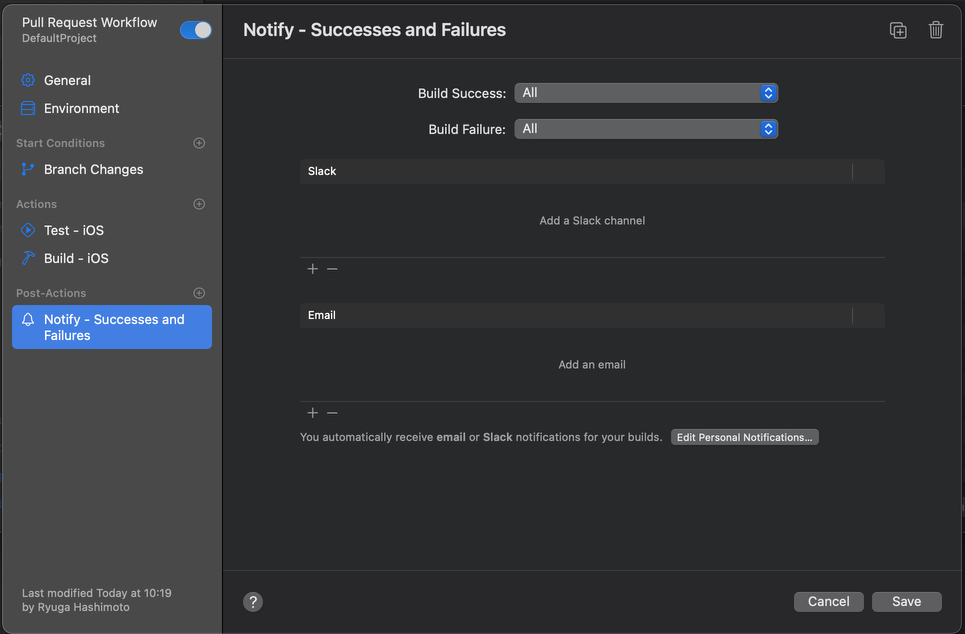 Pull Request Workflow
DefaultProject
General
Environment
Start Conditions
Branch Changes
Actions
Test - iOS
Build - iOS
Post-Actions
Notify - Successes and
Failures
Last modified Today at 10:19
by Ryuga Hashimoto
Notify - Successes and Failures
Build Success: All
Build Failure: All
Slack
Add a Slack channel
+ −
Email
Add an email
+ −
You automatically receive email or Slack notifications for your builds. Edit Personal Notifications...
? Cancel Save